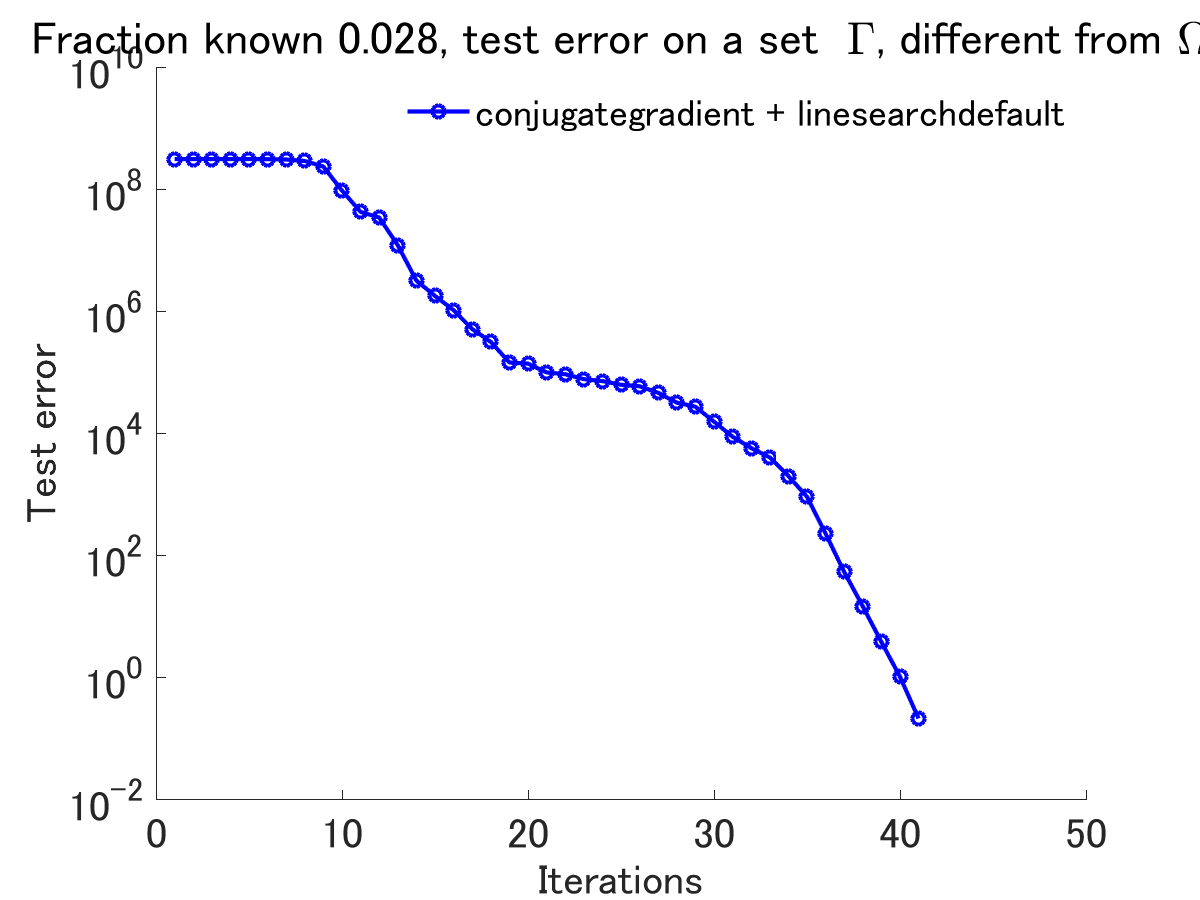 Fraction known 0.028, test error on a set Γ, different from Ω
10^10
conjugategradient + linesearchdefault
10^8
10^6
10^4
10^2
10^0
10^−2
Test error
0 10 20 30 40 50
Iterations